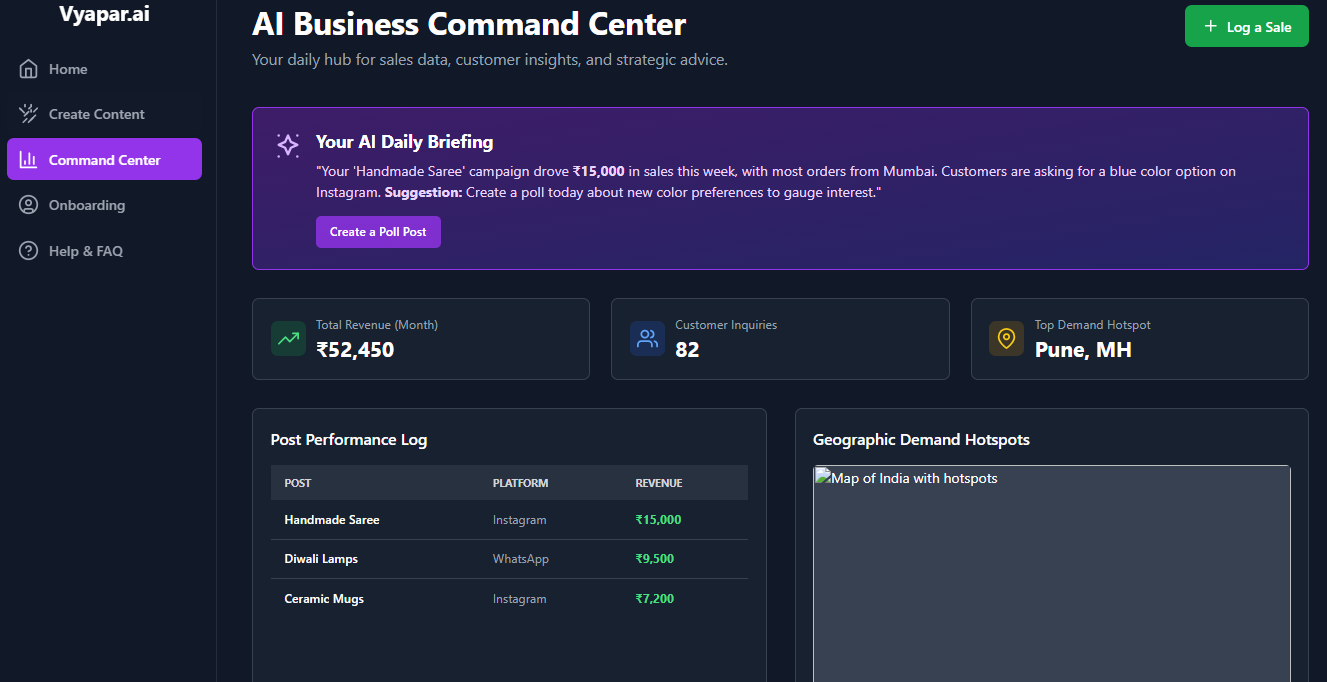 Vyapar.ai
Home
Create Content
Command Center
Onboarding
Help & FAQ
AI Business Command Center
Your daily hub for sales data, customer insights, and strategic advice.
+ Log a Sale
Your AI Daily Briefing
"Your 'Handmade Saree' campaign drove ₹15,000 in sales this week, with most orders from Mumbai. Customers are asking for a blue color option on
Instagram. Suggestion: Create a poll today about new color preferences to gauge interest."
Create a Poll Post
Total Revenue (Month)
₹52,450
Customer Inquiries
82
Top Demand Hotspot
Pune, MH
Post Performance Log
POST PLATFORM REVENUE
Handmade Saree Instagram ₹15,000
Diwali Lamps WhatsApp ₹9,500
Ceramic Mugs Instagram ₹7,200
Geographic Demand Hotspots
Map of India with hotspots